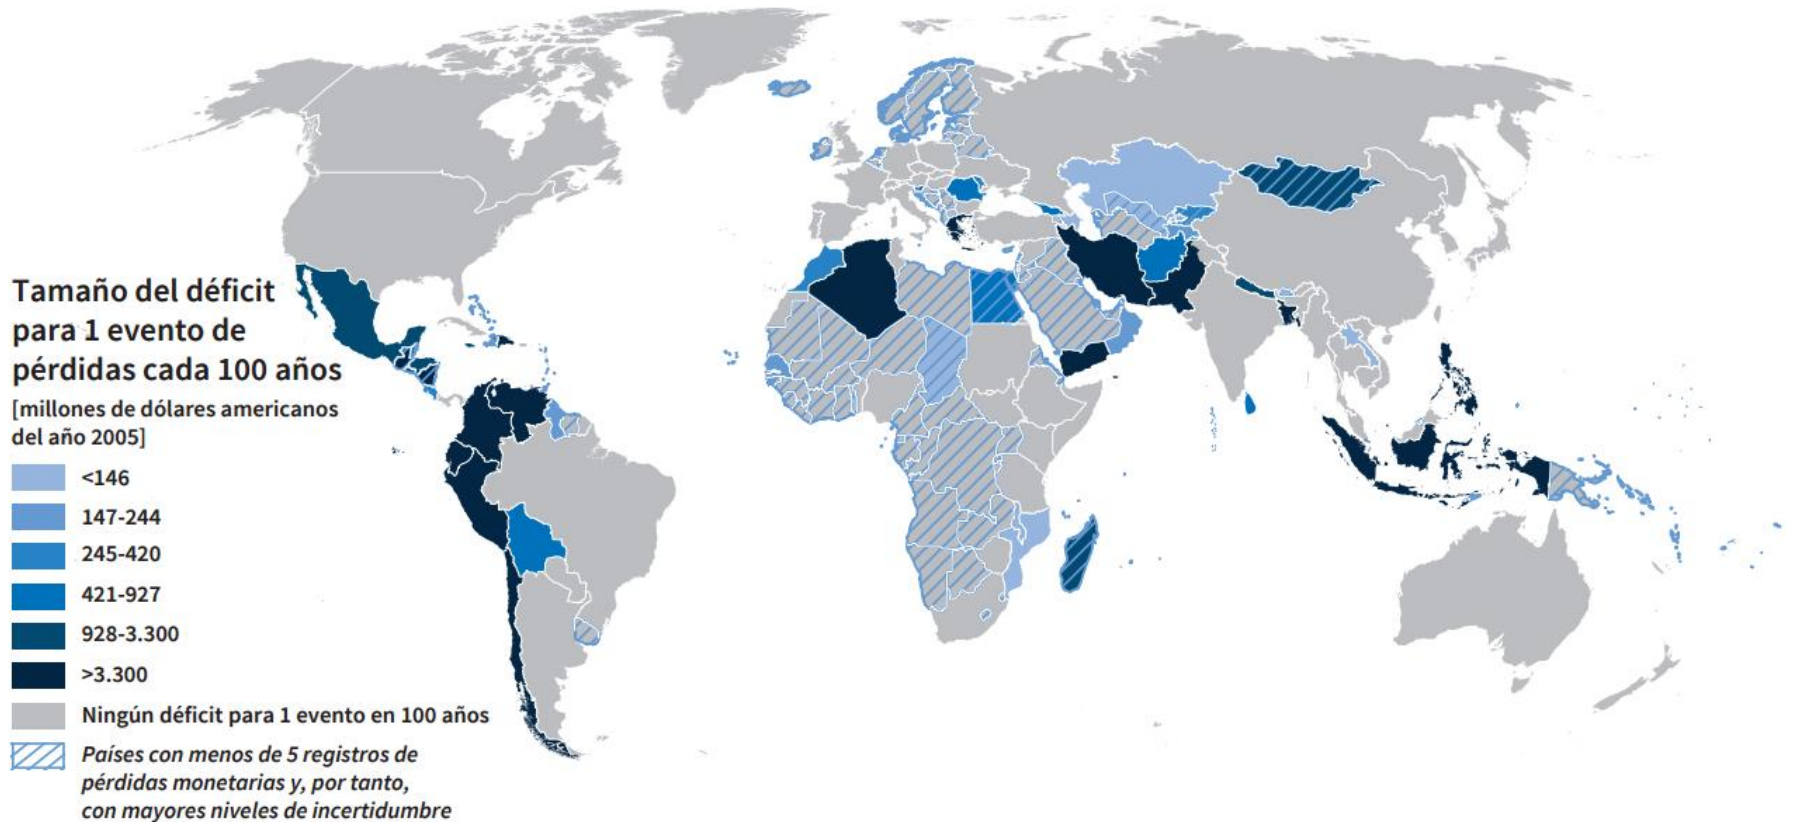 Tamaño del déficit
para 1 evento de
pérdidas cada 100 años
[millones de dólares americanos
del año 2005]
<146
147-244
245-420
421-927
928-3.300
>3.300
Ningún déficit para 1 evento en 100 años
Países con menos de 5 registros de
pérdidas monetarias y, por tanto,
con mayores niveles de incertidumbre